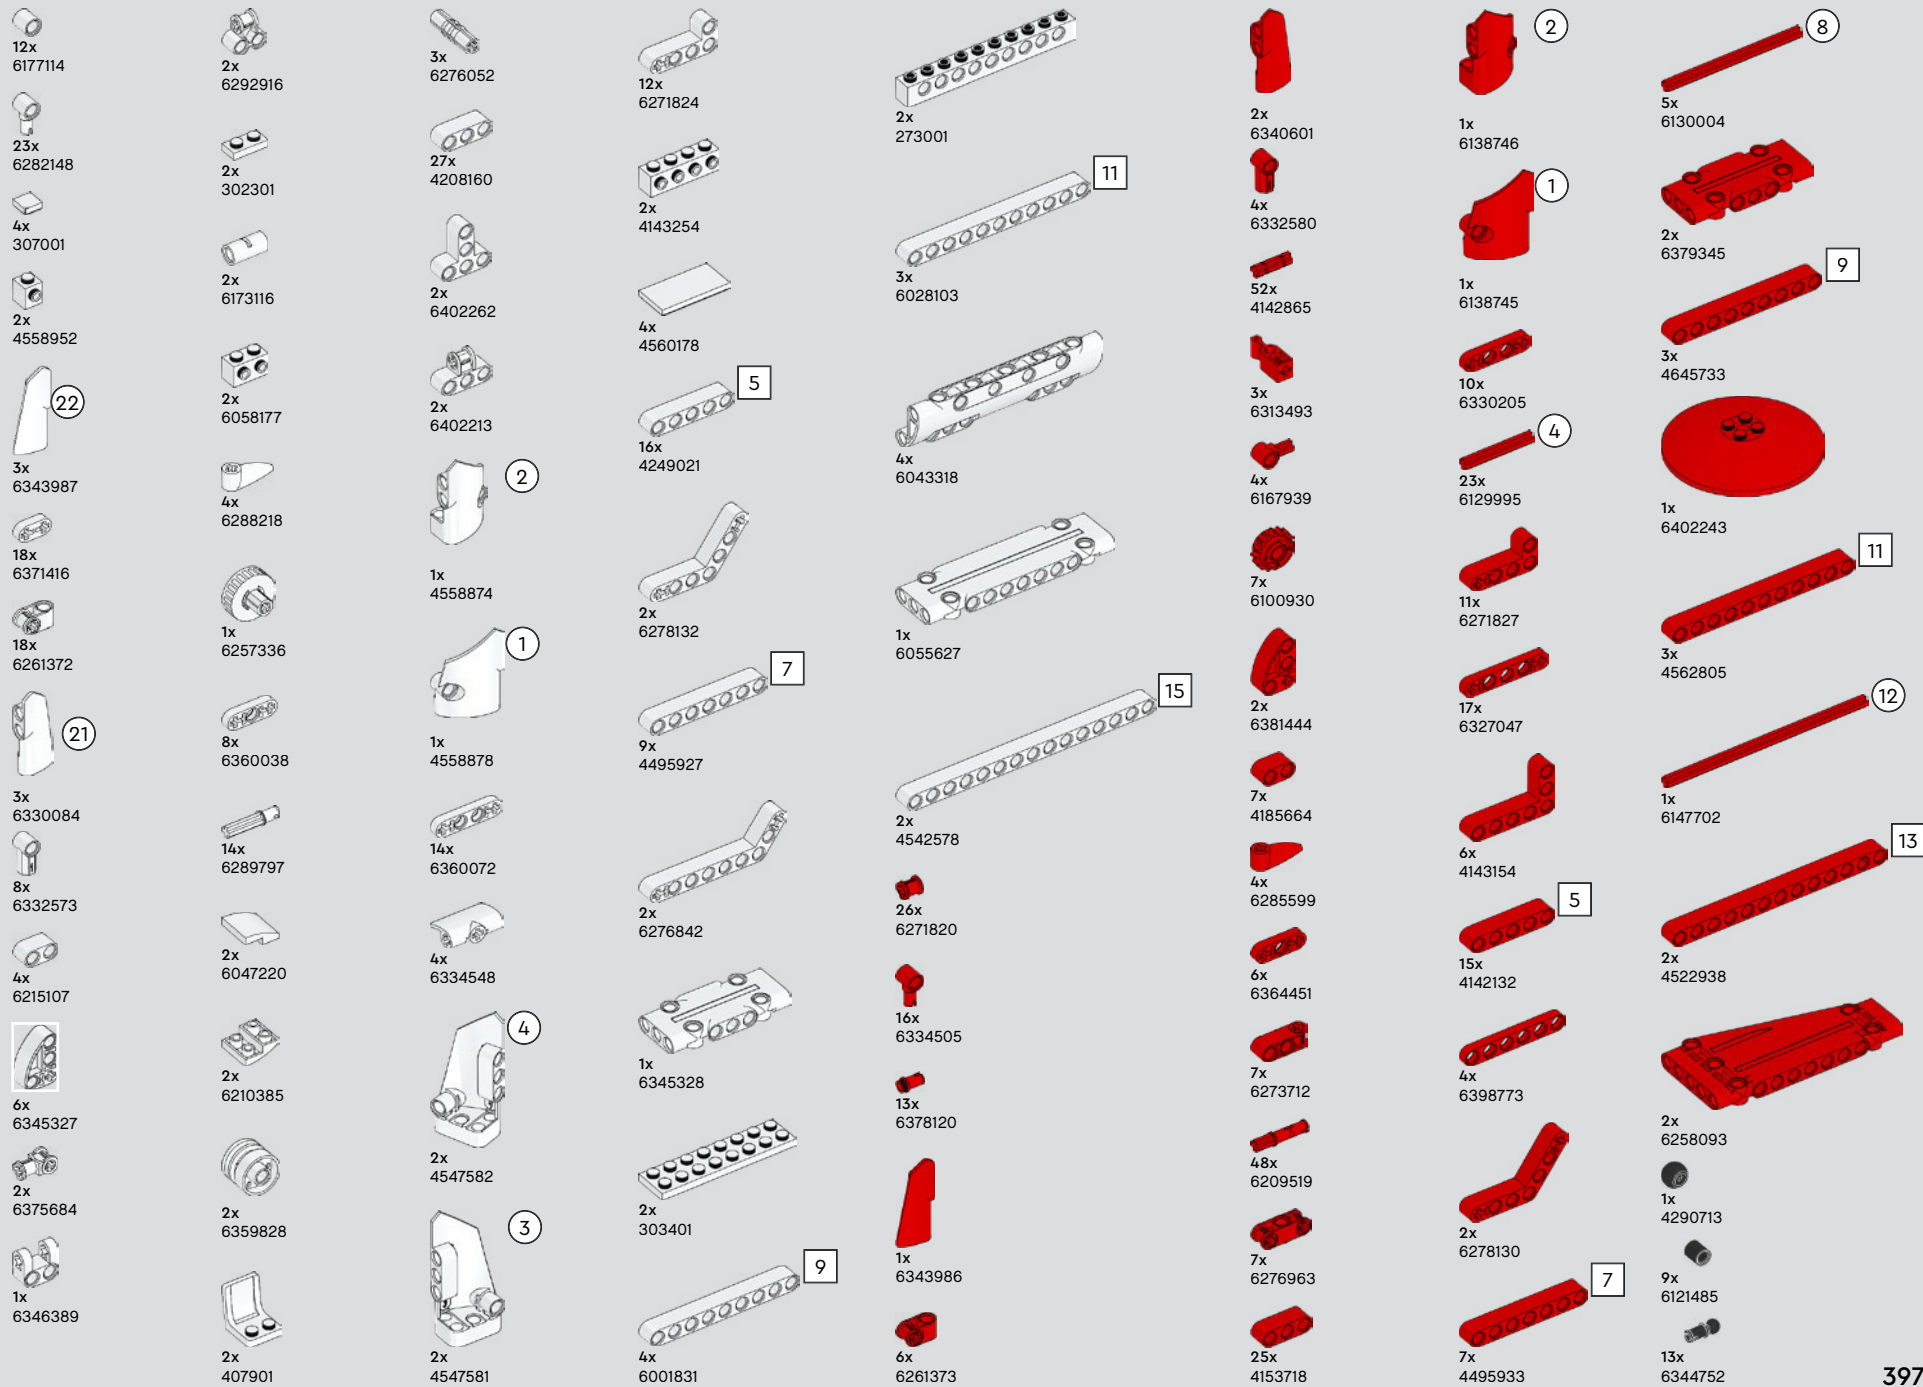 12x
6177114
23x
6282148
4x
307001
2x
4558952
22
3x
6343987
18x
6371416
18x
6261372
21
3x
6330084
8x
6332573
4x
6215107
6x
6345327
2x
6375684
1x
6346389
2x
6292916
2x
302301
2x
6173116
2x
6058177
4x
6288218
1x
6257336
8x
6360038
14x
6289797
2x
6047220
2x
6210385
2x
6359828
2x
407901
3x
6276052
27x
4208160
2x
6402262
2x
6402213
2
1x
4558874
1
1x
4558878
14x
6360072
4x
6334548
4
2x
4547582
3
2x
4547581
12x
6271824
2x
4143254
4x
4560178
5
16x
4249021
2x
6278132
7
9x
4495927
2x
6276842
1x
6345328
2x
303401
9
4x
6001831
2x
273001
11
3x
6028103
4x
6043318
1x
6055627
15
2x
4542578
26x
6271820
16x
6334505
13x
6378120
1x
6343986
6x
6261373
2x
6340601
4x
6332580
52x
4142865
3x
6313493
4x
6167939
7x
6100930
2x
6381444
7x
4185664
4x
6285599
6x
6364451
7x
6273712
48x
6209519
7x
6276963
25x
4153718
2
1x
6138746
1
1x
6138745
10x
6330205
4
23x
6129995
11x
6271827
17x
6327047
6x
4143154
5
15x
4142132
4x
6398773
2x
6278130
7
7x
4495933
8
5x
6130004
2x
6379345
9
3x
4645733
1x
6402243
11
3x
4562805
12
1x
6147702
13
2x
4522938
2x
6258093
1x
4290713
9x
6121485
13x
6344752
397